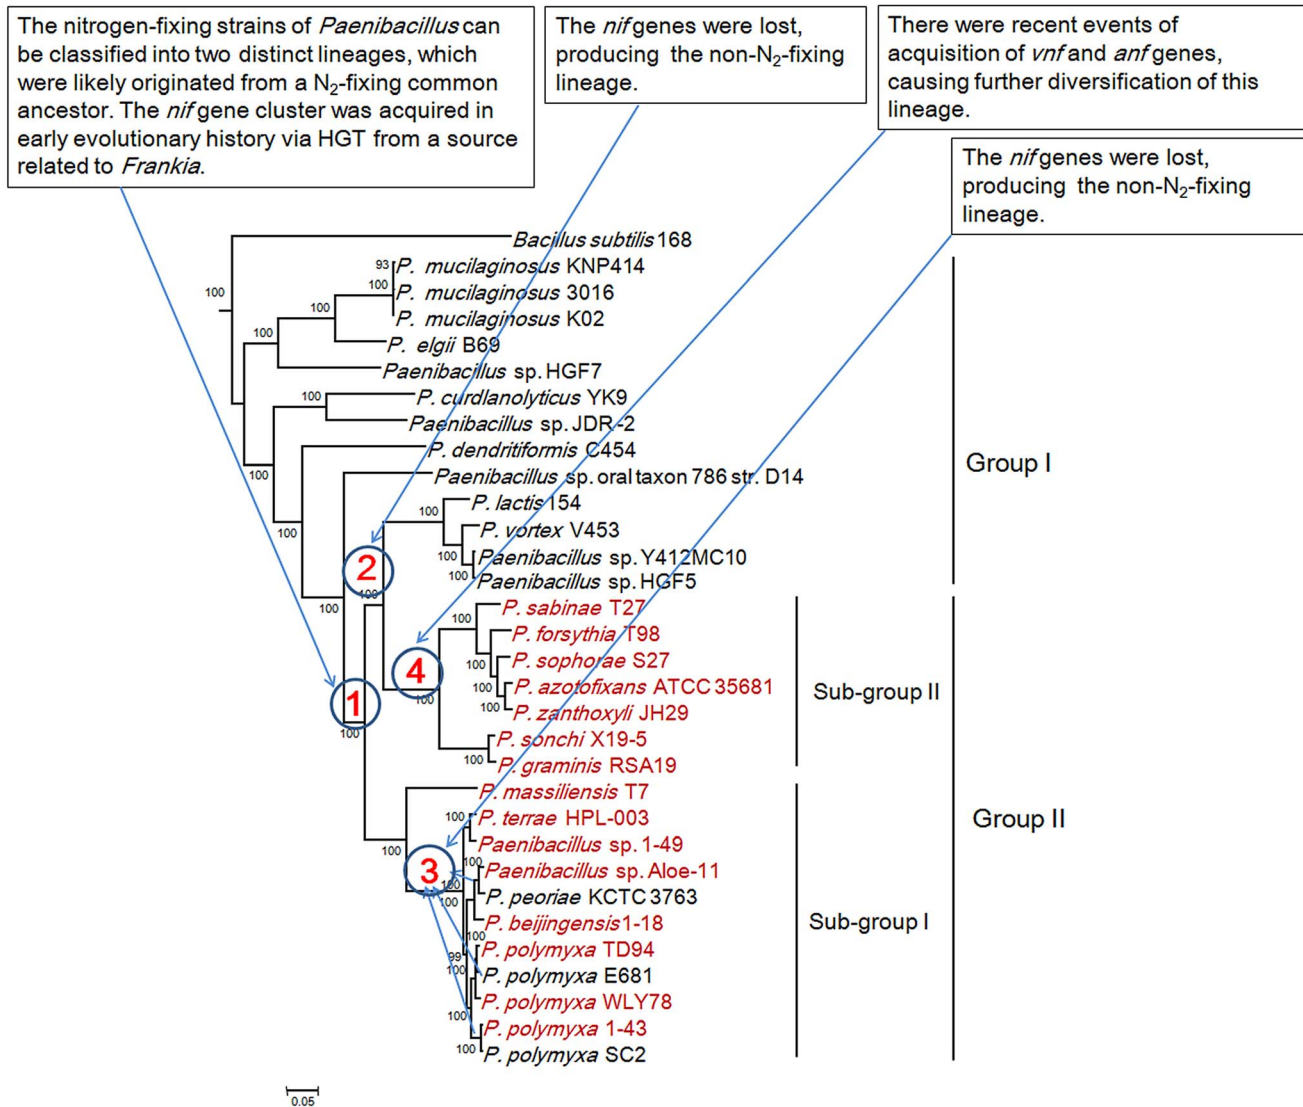 The nitrogen-fixing strains of Paenibacillus can
be classified into two distinct lineages, which
were likely originated from a N2-fixing common
ancestor. The nif gene cluster was acquired in
early evolutionary history via HGT from a source
related to Frankia.
The nif genes were lost,
producing the non-N2-fixing
lineage.
There were recent events of
acquisition of vnf and anf genes,
causing further diversification of this
lineage.
The nif genes were lost,
producing the non-N2-fixing
lineage.
Bacillus subtilis 168
93
P. mucilaginosus KNP414
100
100
P. mucilaginosus 3016
100
P. mucilaginosus K02
100
P. elgii B69
Paenibacillus sp. HGF7
100
P. curdlanolyticus YK9
Paenibacillus sp. JDR-2
P. dendritiformis C454
100
Group I
Paenibacillus sp. oral taxon 786 str. D14
P. lactis 154
100
100
P. vortex V453
100
Paenibacillus sp. Y412MC10
2
100
Paenibacillus sp. HGF5
100
100
P. sabinae T27
100
P. forsythia T98
100
P. sophorae S27
4
100
P. azotofixans ATCC 35681
Sub-group II
100
1
P. zanthoxyli JH29
100
P. sonchi X19-5
100
100
P. graminis RSA19
P. massiliensis T7
100
P. terrae HPL-003
Group II
Paenibacillus sp. 1-49
100
100
3
Paenibacillus sp. Aloe-11
100
P. peoriae KCTC 3763
100
P. beijingensis 1-18
Sub-group I
100
P. polymyxa TD94
99
100
P. polymyxa E681
P. polymyxa WLY78
100
P. polymyxa 1-43
100
P. polymyxa SC2
0.05